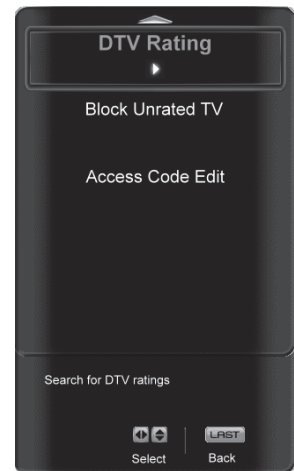 DTV Rating
Block Unrated TV
Access Code Edit
Search for DTV ratings
LAST
Select
Back